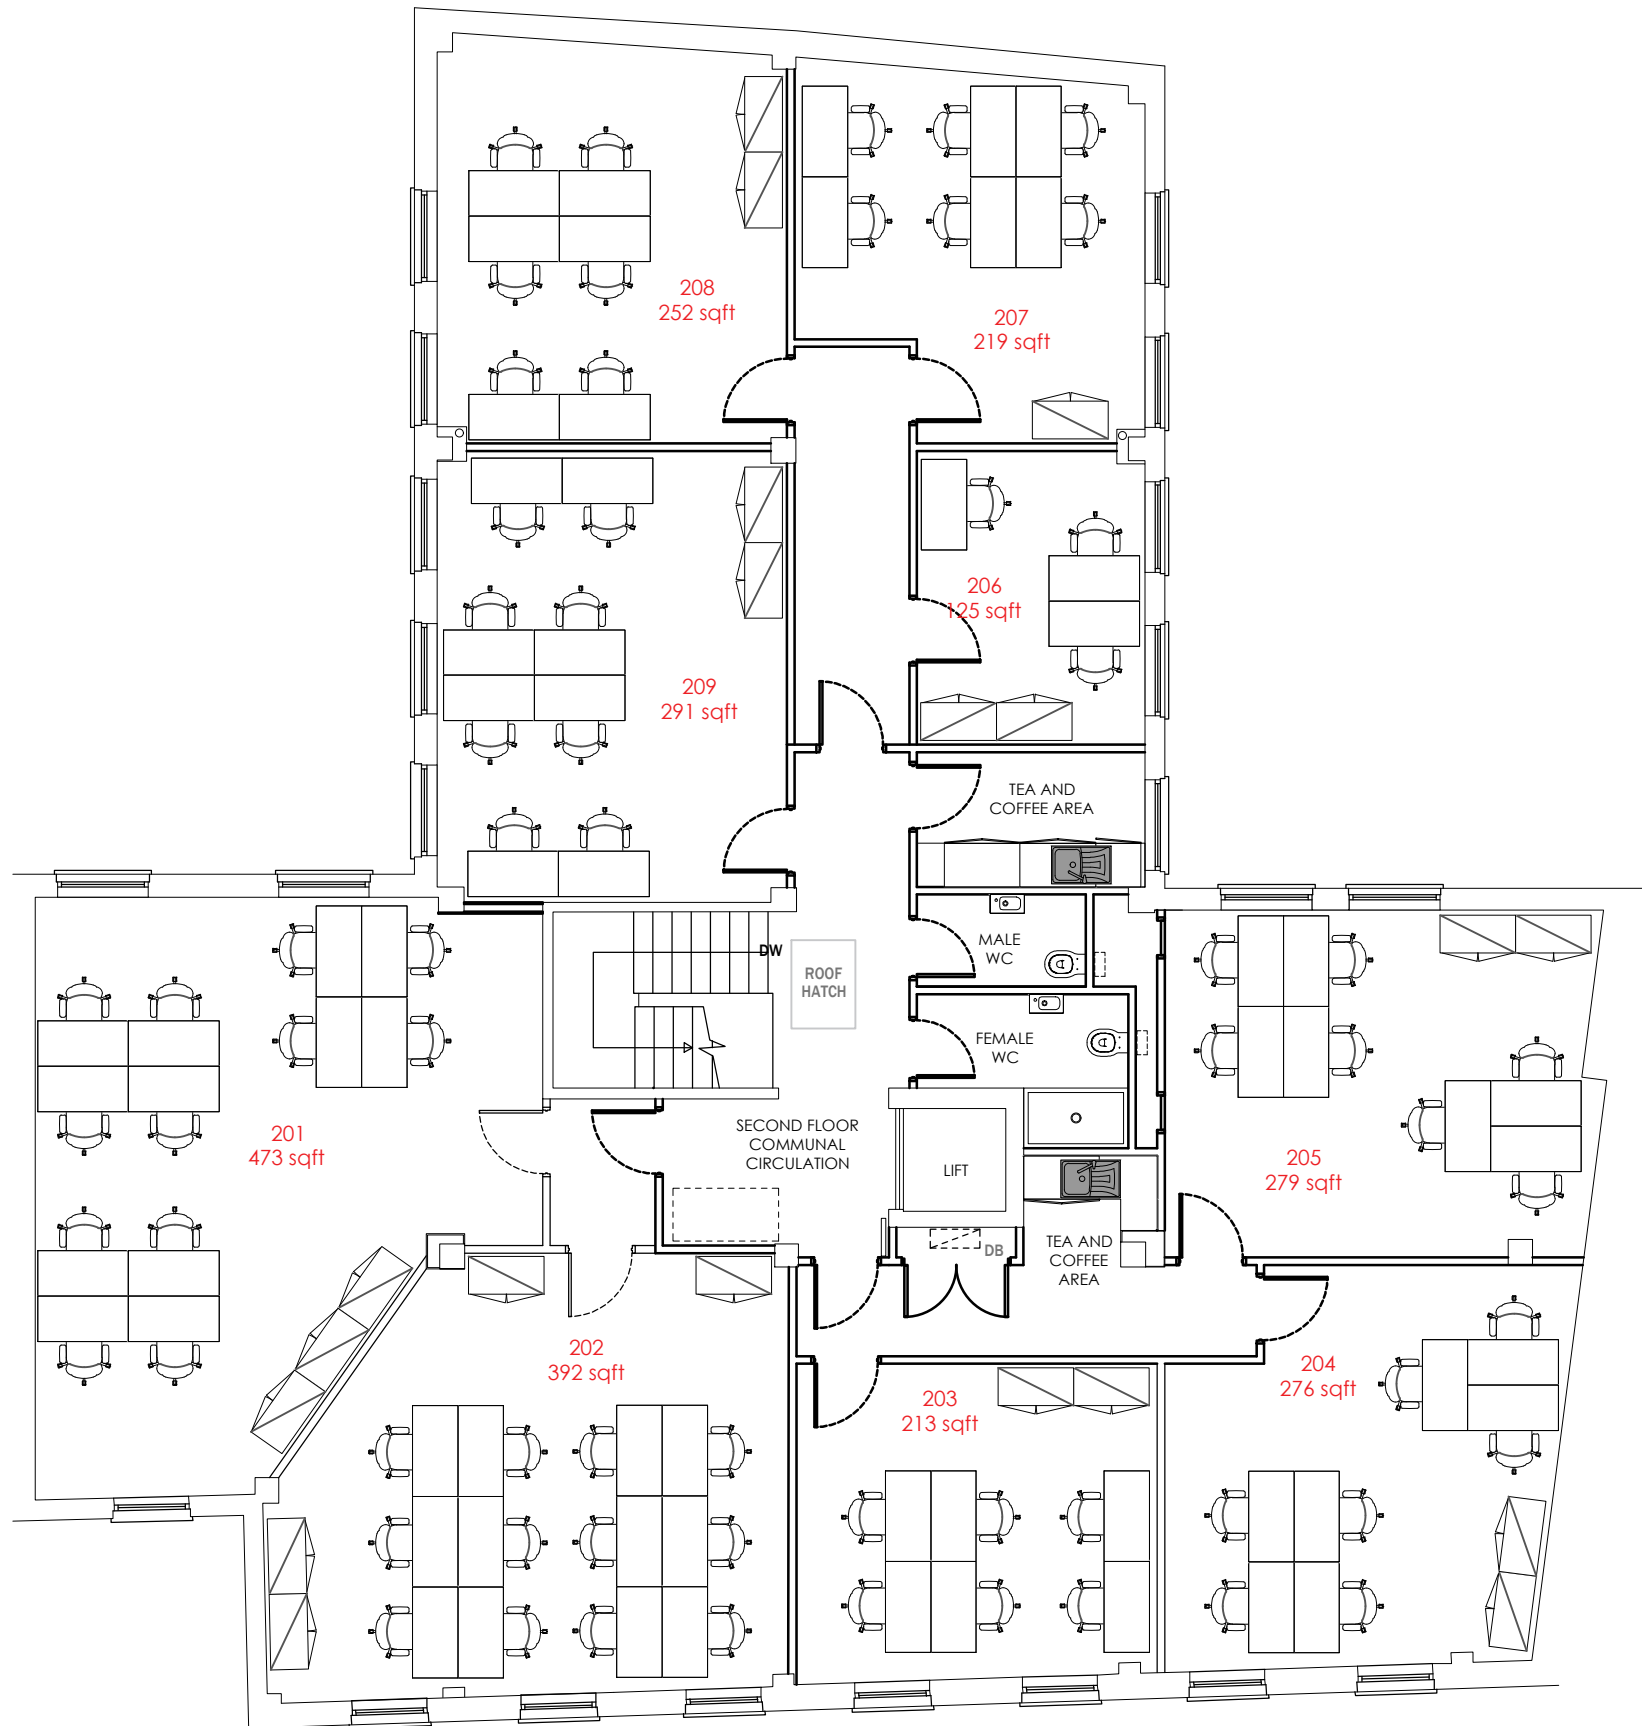 208
252 sqft
207
219 sqft
206
125 sqft
209
291 sqft
TEA AND
COFFEE AREA
MALE
WC
DW
ROOF
HATCH
FEMALE
WC
201
473 sqft
SECOND FLOOR
COMMUNAL
CIRCULATION
LIFT
205
279 sqft
DB
TEA AND
COFFEE
AREA
202
392 sqft
204
276 sqft
203
213 sqft